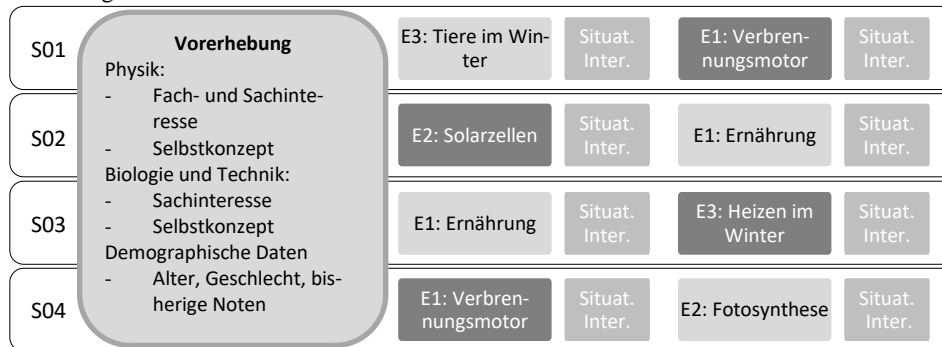 S01
Vorerhebung
Physik:
- Fach- und Sachinte-
resse
- Selbstkonzept
Biologie und Technik:
- Sachinteresse
- Selbstkonzept
Demographische Daten
- Alter, Geschlecht, bis-
herige Noten
E3: Tiere im Win-
ter
Situat.
Inter.
E1: Verbren-
nungsmotor
Situat.
Inter.
S02
E2: Solarzellen
Situat.
Inter.
E1: Ernährung
Situat.
Inter.
S03
E1: Ernährung
Situat.
Inter.
E3: Heizen im
Winter
Situat.
Inter.
S04
E1: Verbren-
nungsmotor
Situat.
Inter.
E2: Fotosynthese
Situat.
Inter.